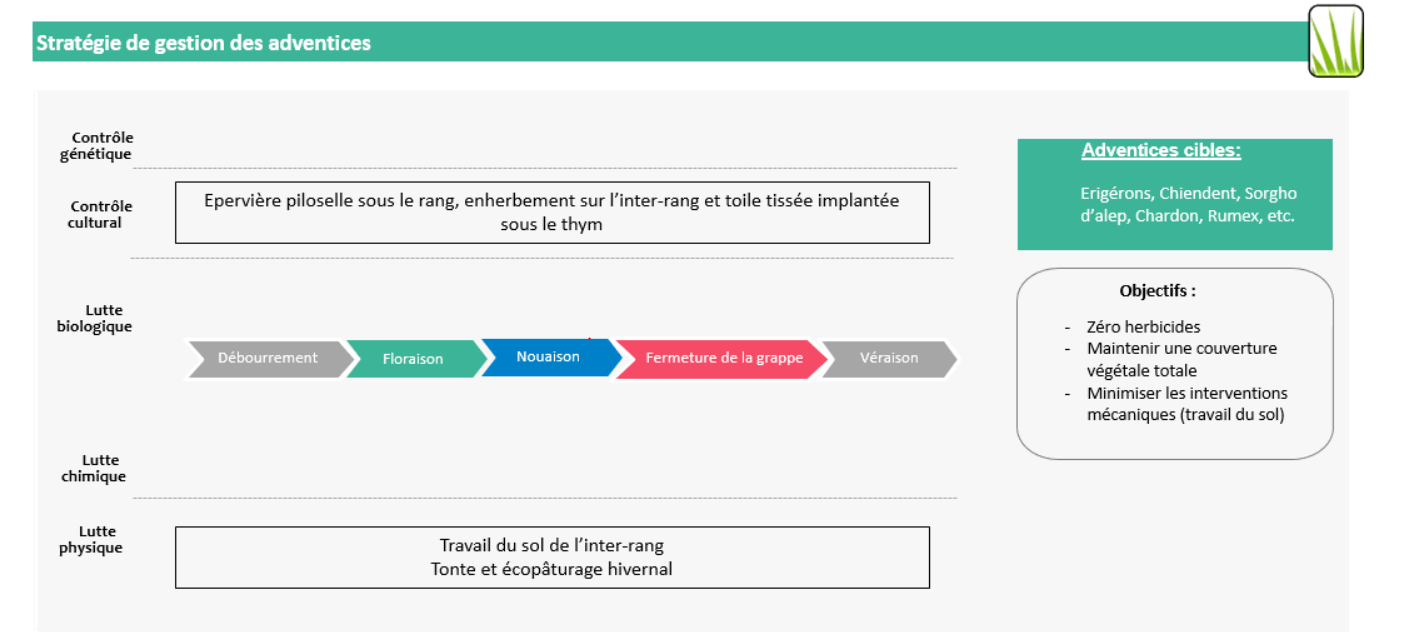 Stratégie de gestion des adventices
Contrôle
génétique
Contrôle
cultural
Epervière piloselle sous le rang, enherbement sur l’inter-rang et toile tissée implantée
sous le thym
Lutte
biologique
Débourrement
Floraison
Nouaison
Fermeture de la grappe
Véraison
Lutte
chimique
Lutte
physique
Travail du sol de l’inter-rang
Tonte et écopâturage hivernal
Adventices cibles:
Erigérons, Chiendent, Sorgho
d’alep, Chardon, Rumex, etc.
Objectifs :
- Zéro herbicides
- Maintenir une couverture
végétale totale
- Minimiser les interventions
mécaniques (travail du sol)